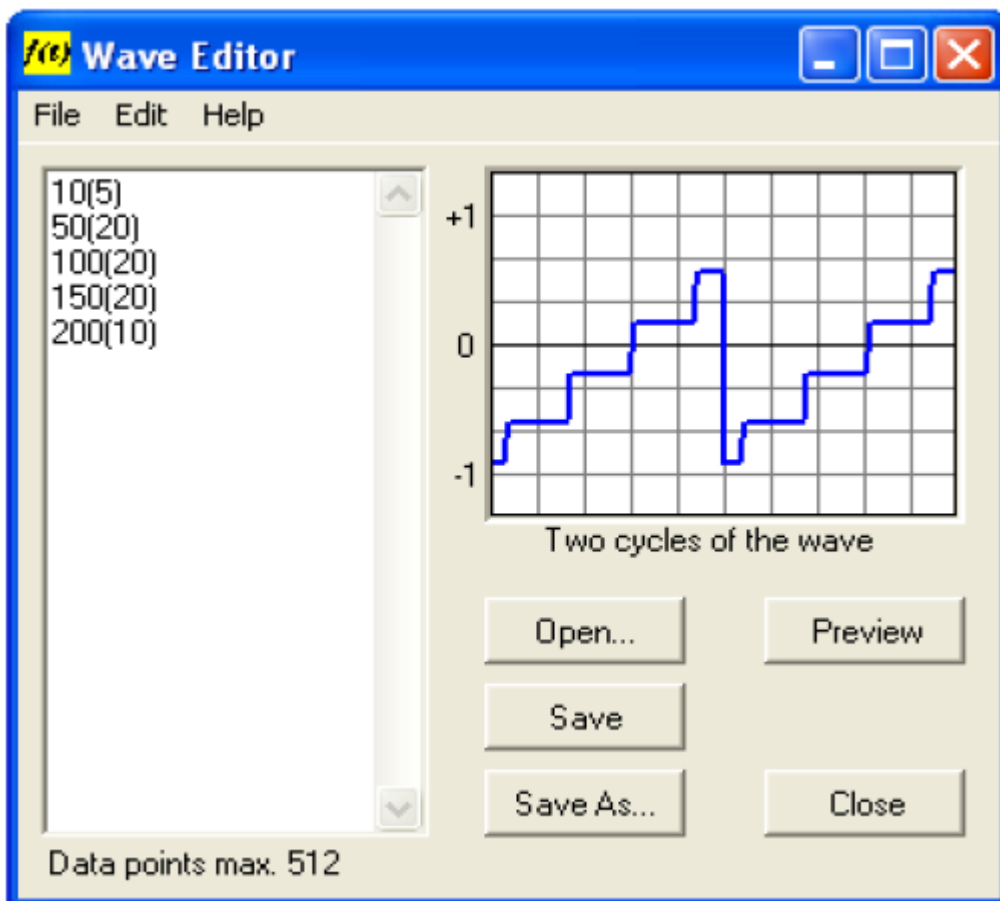 f(t) Wave Editor
File Edit Help
10(5)
50(20)
100(20)
150(20)
200(10)
+1
0
-1
Two cycles of the wave
Open... Preview
Save
Save As... Close
Data points max. 512